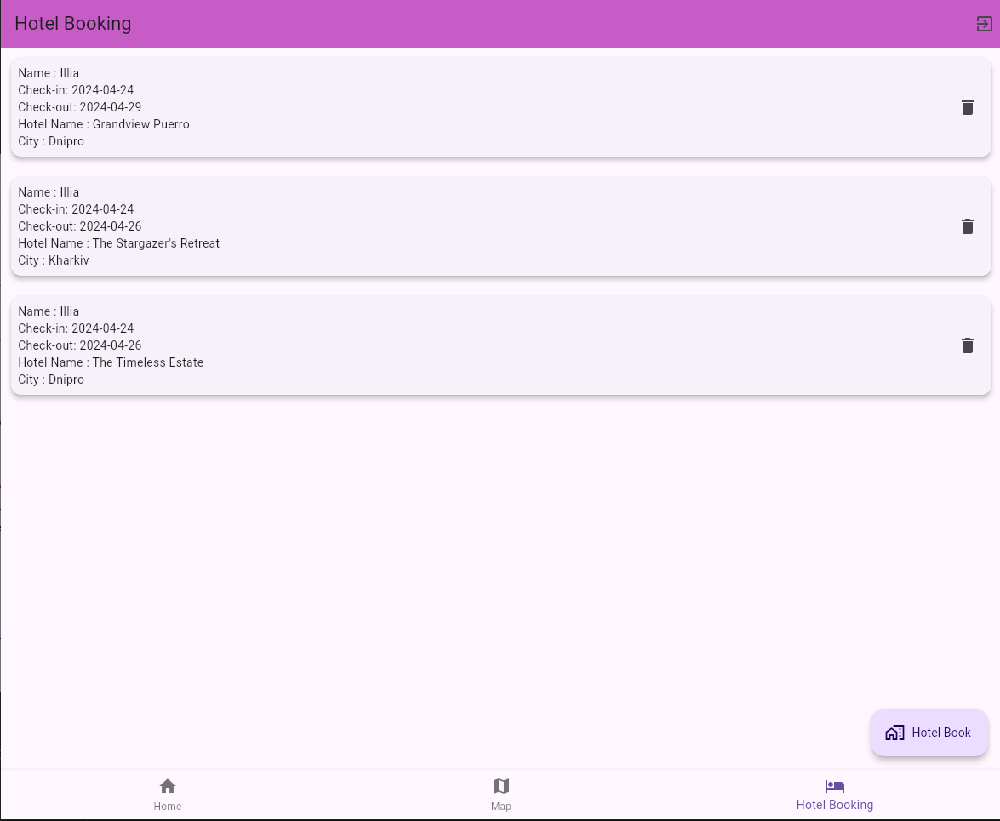 Hotel Booking
Name : Illia
Check-in: 2024-04-24
Check-out: 2024-04-29
Hotel Name : Grandview Puerro
City : Dnipro
Name : Illia
Check-in: 2024-04-24
Check-out: 2024-04-26
Hotel Name : The Stargazer's Retreat
City : Kharkiv
Name : Illia
Check-in: 2024-04-24
Check-out: 2024-04-26
Hotel Name : The Timeless Estate
City : Dnipro
Hotel Book
Home
Map
Hotel Booking